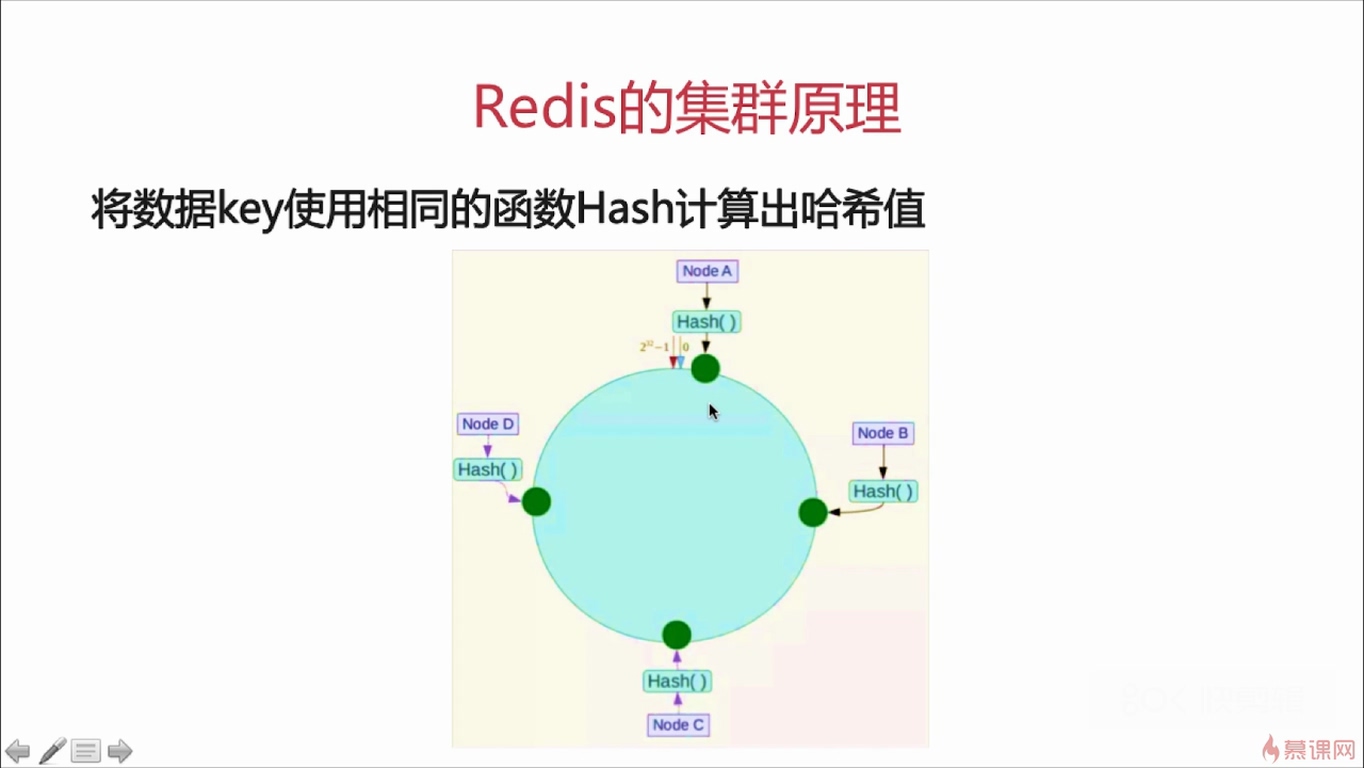 Redis的集群原理
将数据key使用相同的函数Hash计算出哈希值
Node A
Hash( )
2³²−1 0
Node D
Hash( )
Node B
Hash( )
Hash( )
Node C
慕课网